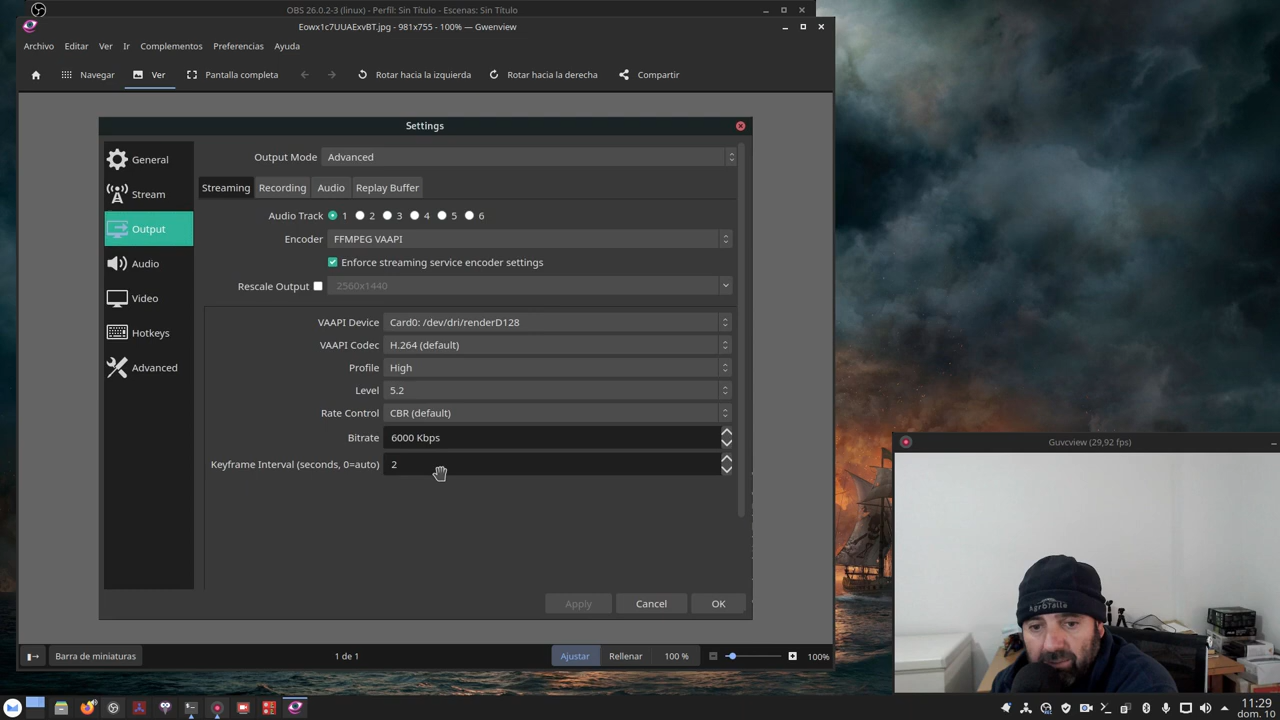 OBS 26.0.2-3 (linux) - Perfil: Sin Título - Escenas: Sin Título
Eowx1c7UUAExvBT.jpg - 981x755 - 100% — Gwenview
Archivo Editar Ver Ir Complementos Preferencias Ayuda
Navegar Ver Pantalla completa Rotar hacia la izquierda Rotar hacia la derecha Compartir
Settings
General
Stream
Output
Audio
Video
Hotkeys
Advanced
Output Mode Advanced
Streaming Recording Audio Replay Buffer
Audio Track 1 2 3 4 5 6
Encoder FFMPEG VAAPI
Enforce streaming service encoder settings
Rescale Output 2560x1440
VAAPI Device Card0: /dev/dri/renderD128
VAAPI Codec H.264 (default)
Profile High
Level 5.2
Rate Control CBR (default)
Bitrate 6000 Kbps
Keyframe Interval (seconds, 0=auto) 2
Apply Cancel OK
Barra de miniaturas 1 de 1 Ajustar Rellenar 100 % 100%
Guvcview (29,92 fps)
AgroTalle
11:29
dom. 10